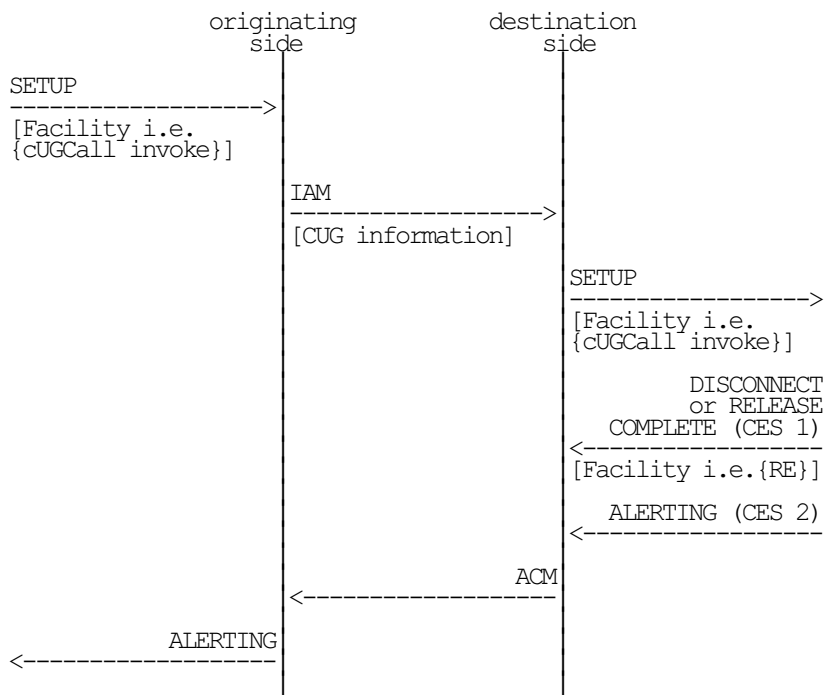 originating
side
destination
side
SETUP
[Facility i.e.
{cUGCall invoke}]
IAM
[CUG information]
SETUP
[Facility i.e.
{cUGCall invoke}]
DISCONNECT
or RELEASE
COMPLETE (CES 1)
[Facility i.e.{RE}]
ALERTING (CES 2)
ACM
ALERTING